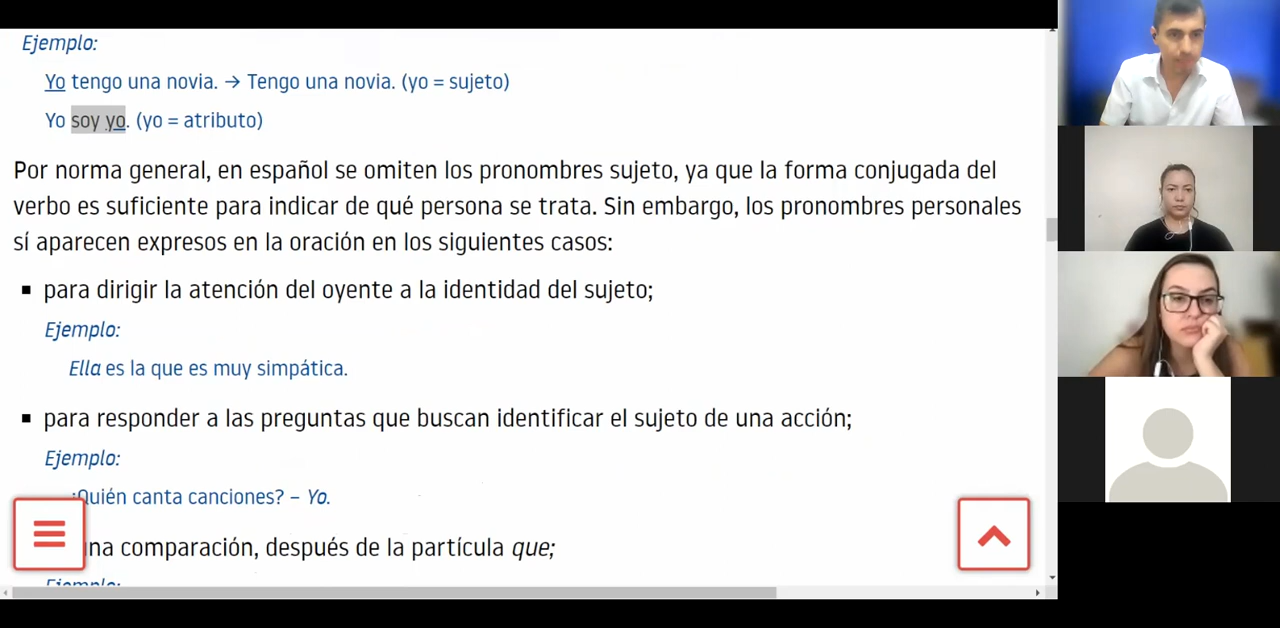 Ejemplo:
Yo tengo una novia. → Tengo una novia. (yo = sujeto)
Yo soy yo. (yo = atributo)
Por norma general, en español se omiten los pronombres sujeto, ya que la forma conjugada del
verbo es suficiente para indicar de qué persona se trata. Sin embargo, los pronombres personales
sí aparecen expresos en la oración en los siguientes casos:
▪ para dirigir la atención del oyente a la identidad del sujeto;
Ejemplo:
Ella es la que es muy simpática.
▪ para responder a las preguntas que buscan identificar el sujeto de una acción;
Ejemplo:
¿Quién canta canciones? – Yo.
una comparación, después de la partícula que;
Ejemplo: